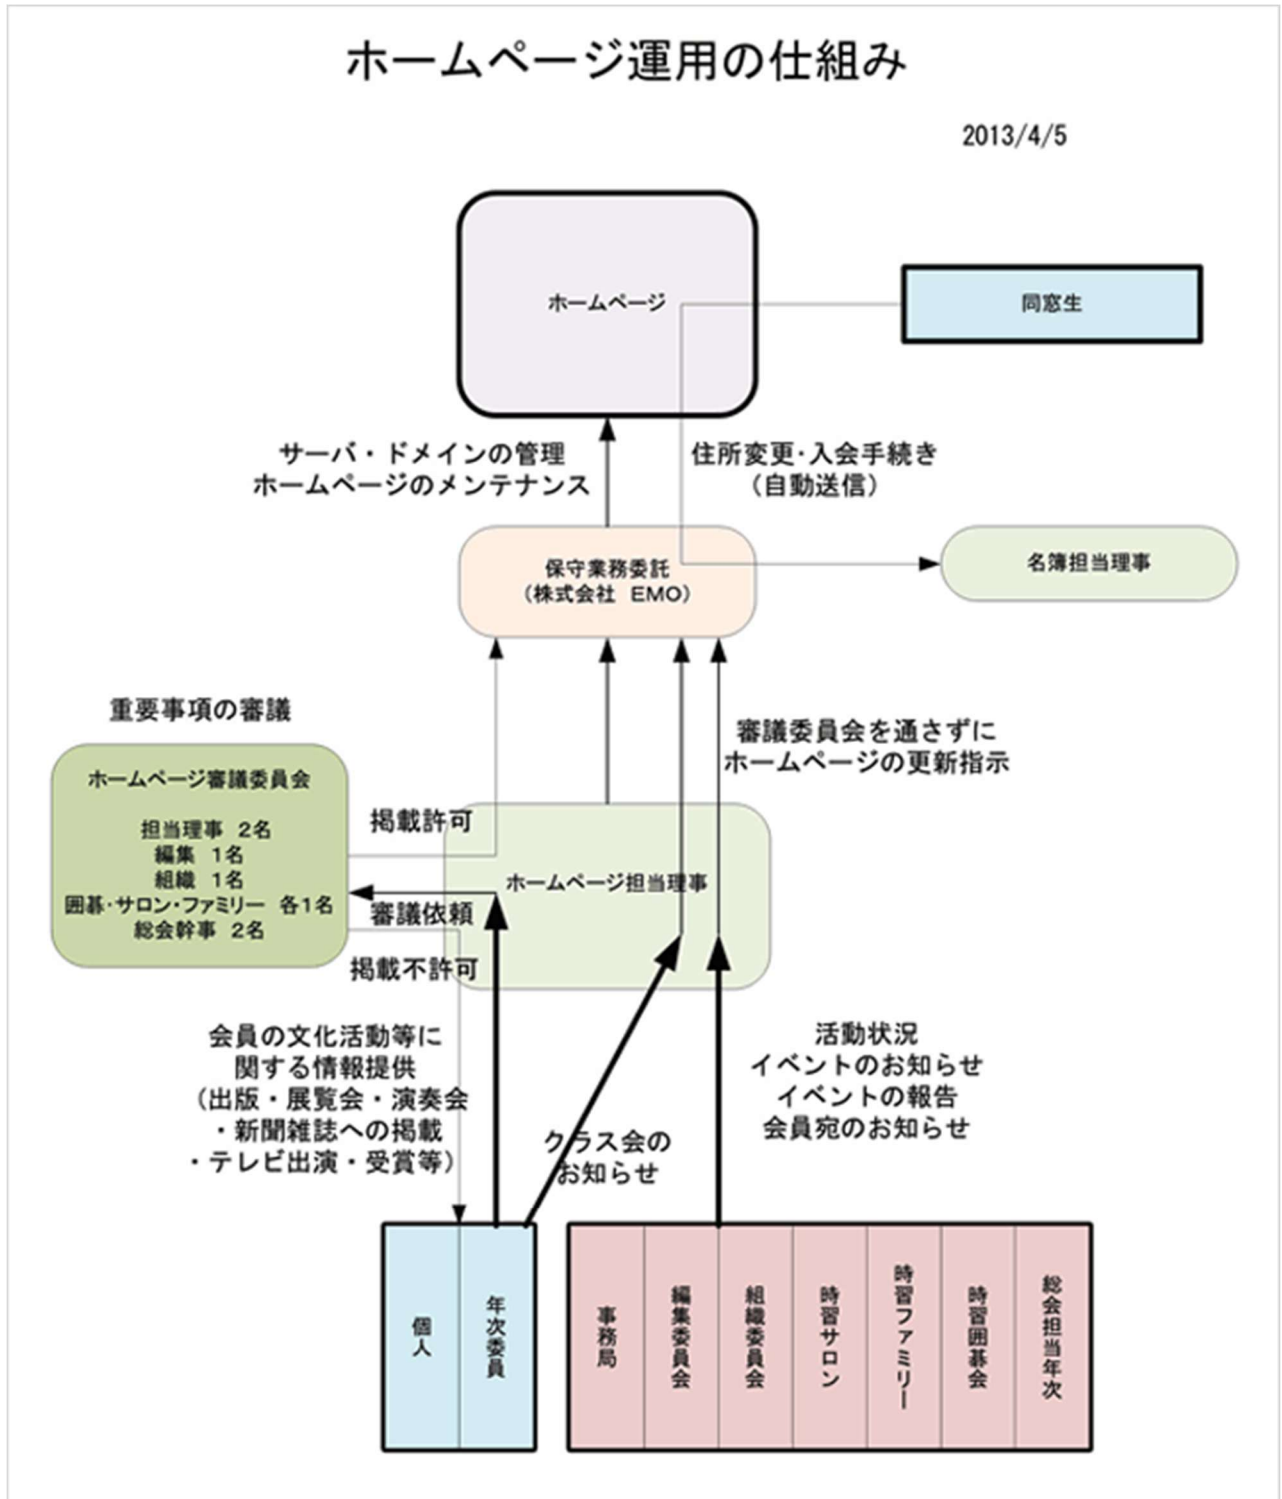 ホームページ運用の仕組み
2013/4/5
ホームページ
同窓生
サーバ・ドメインの管理
ホームページのメンテナンス
住所変更･入会手続き
（自動送信）
保守業務委託
（株式会社　EMO）
名簿担当理事
重要事項の審議
審議委員会を通さずに
ホームページの更新指示
ホームページ審議委員会
担当理事　2名
編集　1名
組織　1名
囲碁･サロン･ファミリー　各1名
総会幹事　2名
掲載許可
ホームページ担当理事
審議依頼
掲載不許可
会員の文化活動等に
関する情報提供
（出版・展覧会・演奏会
・新聞雑誌への掲載
・テレビ出演・受賞等）
クラス会の
お知らせ
活動状況
イベントのお知らせ
イベントの報告
会員宛のお知らせ
個人
年次委員
事務局
編集委員会
組織委員会
時習サロン
時習ファミリー
時習囲碁会
総会担当年次